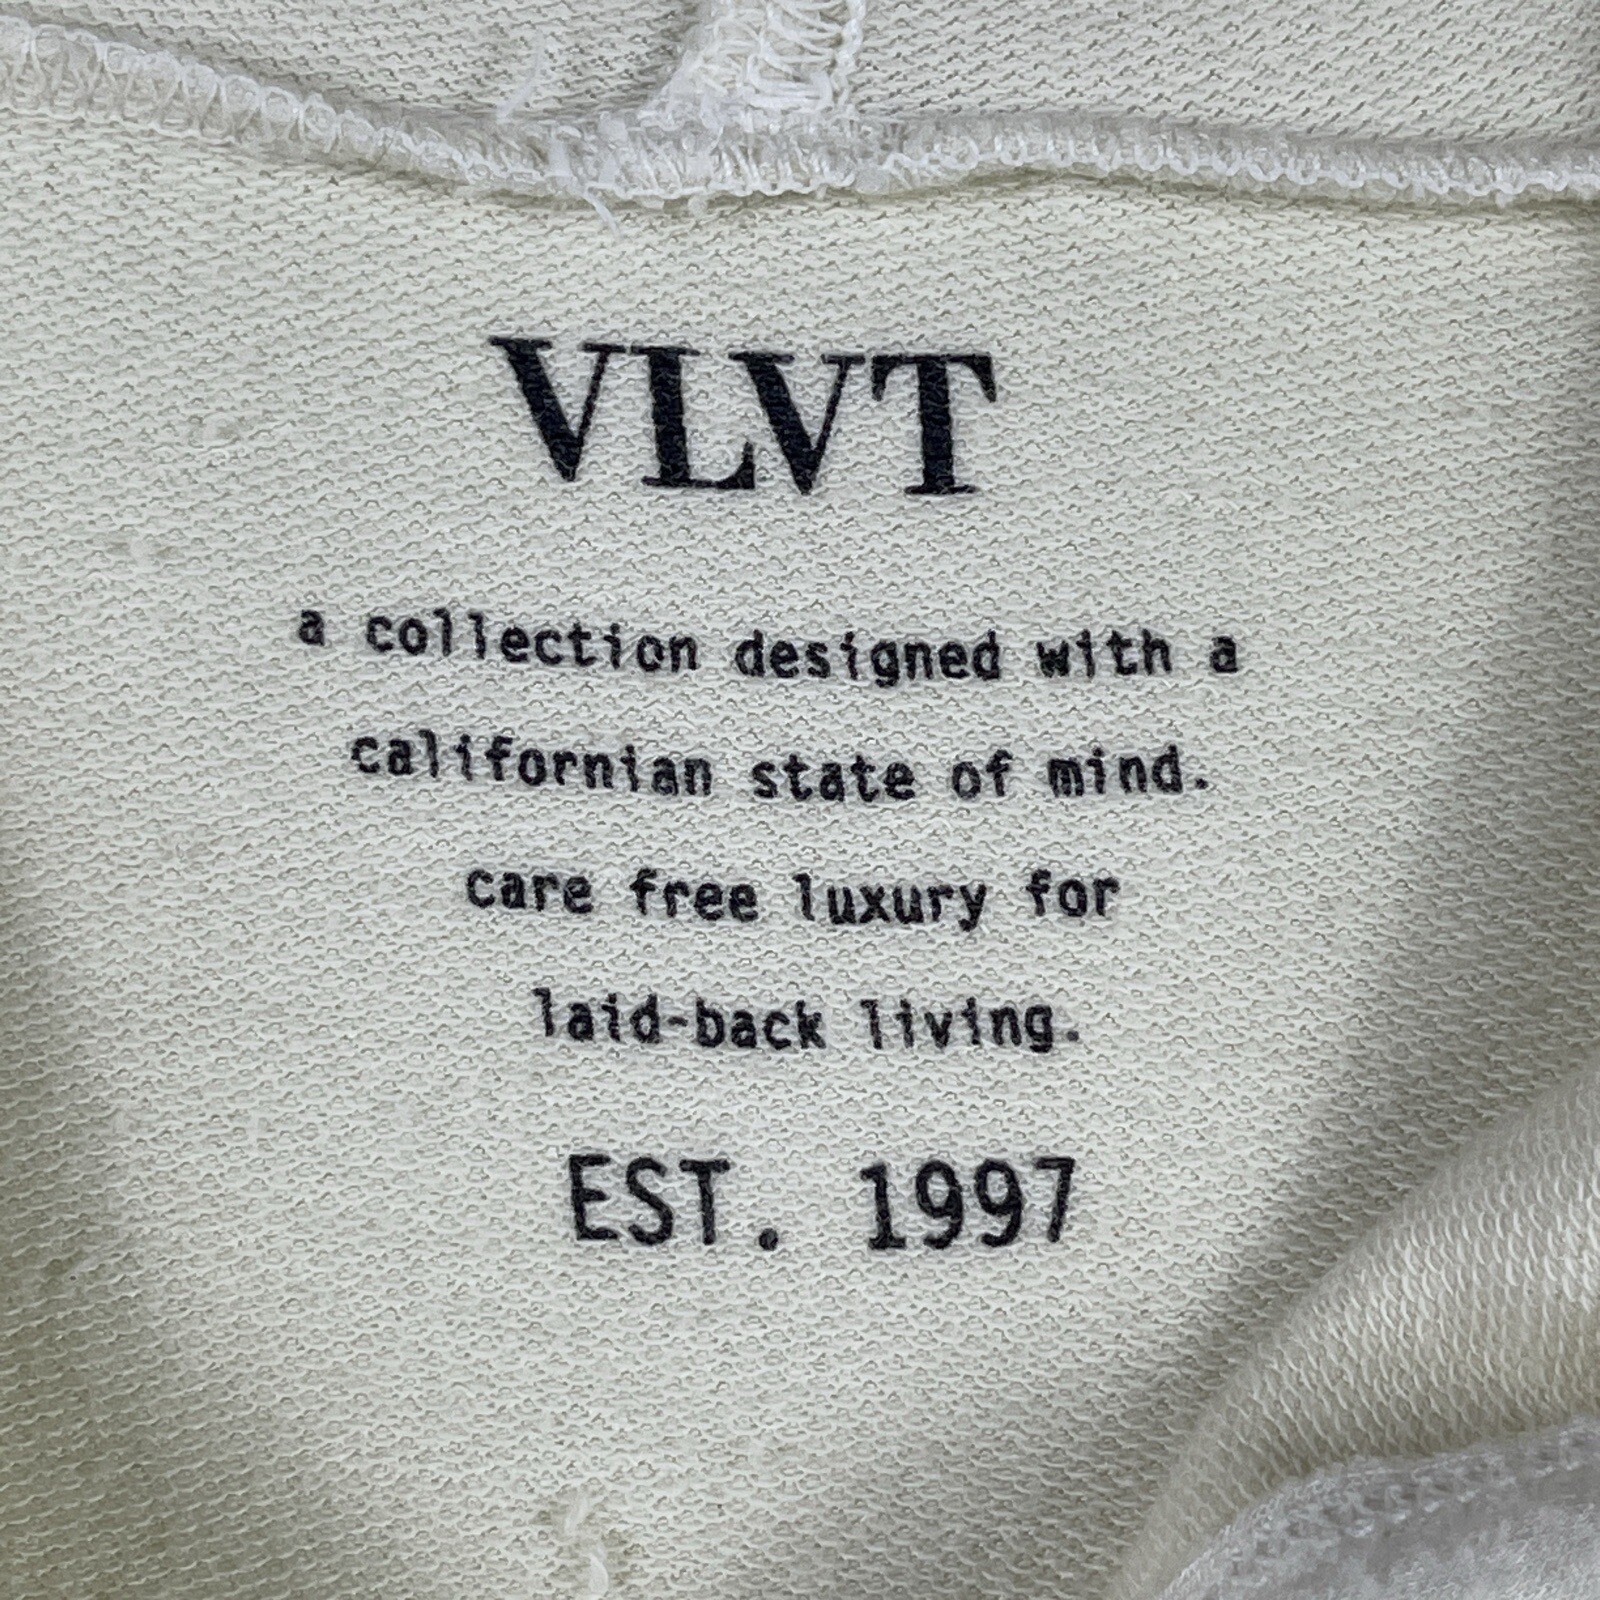 VLVT
a collection designed with a
californian state of mind.
care free luxury for
laid-back living.
EST. 1997